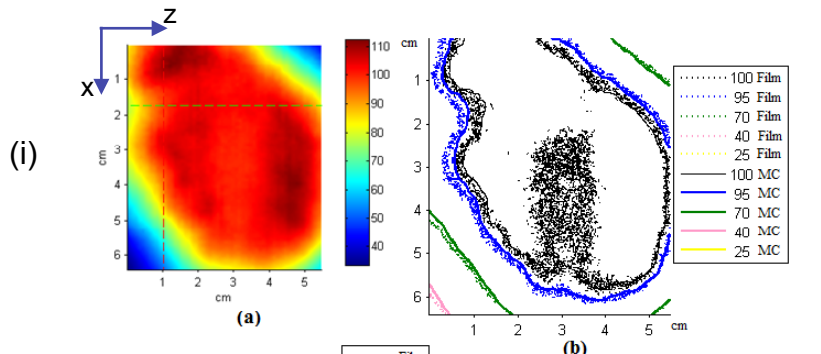 z
x
(i)
1
2
3
4
5
6
cm
1 2 3 4 5
cm
(a)
110
100
90
80
70
60
50
40
cm
1
2
3
4
5
6
1 2 3 4 5 cm
(b)
100 Film
95 Film
70 Film
40 Film
25 Film
100 MC
95 MC
70 MC
40 MC
25 MC